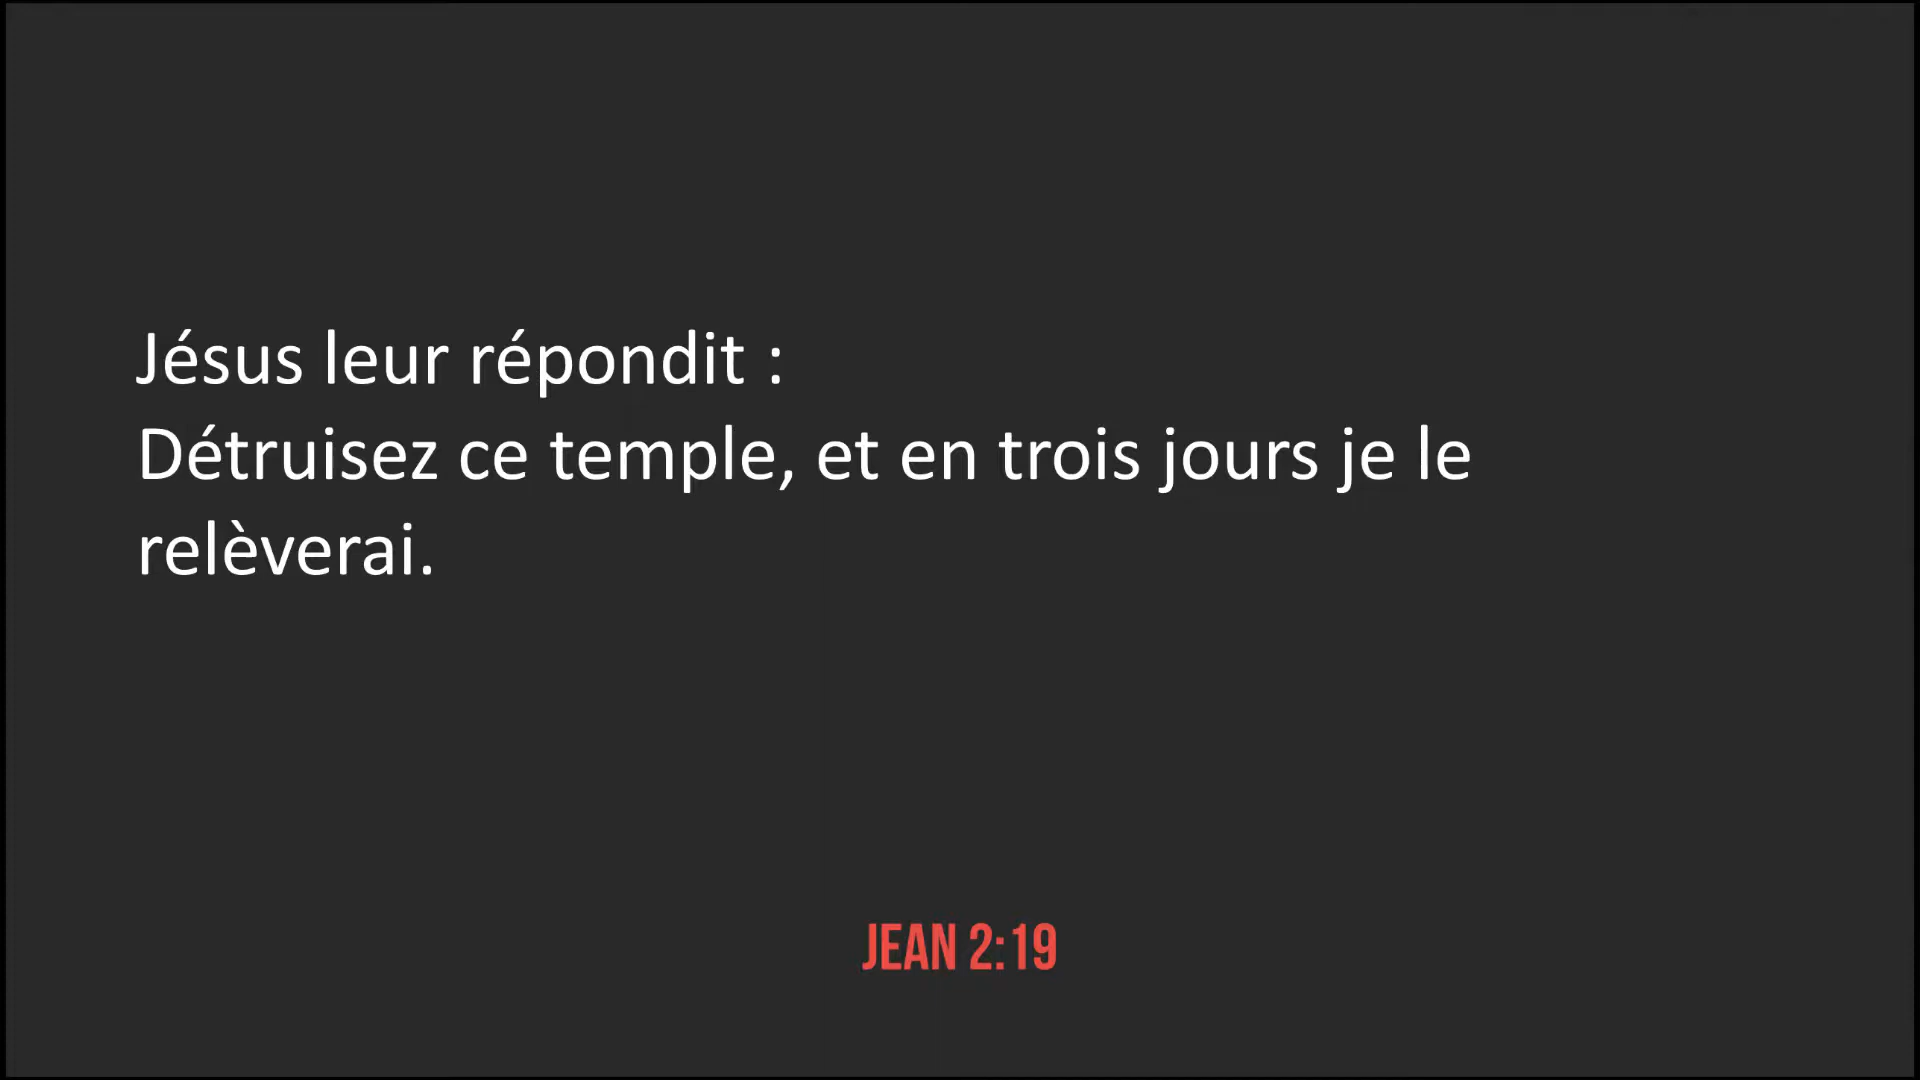 Jésus leur répondit :
Détruisez ce temple, et en trois jours je le
relèverai.
JEAN 2:19